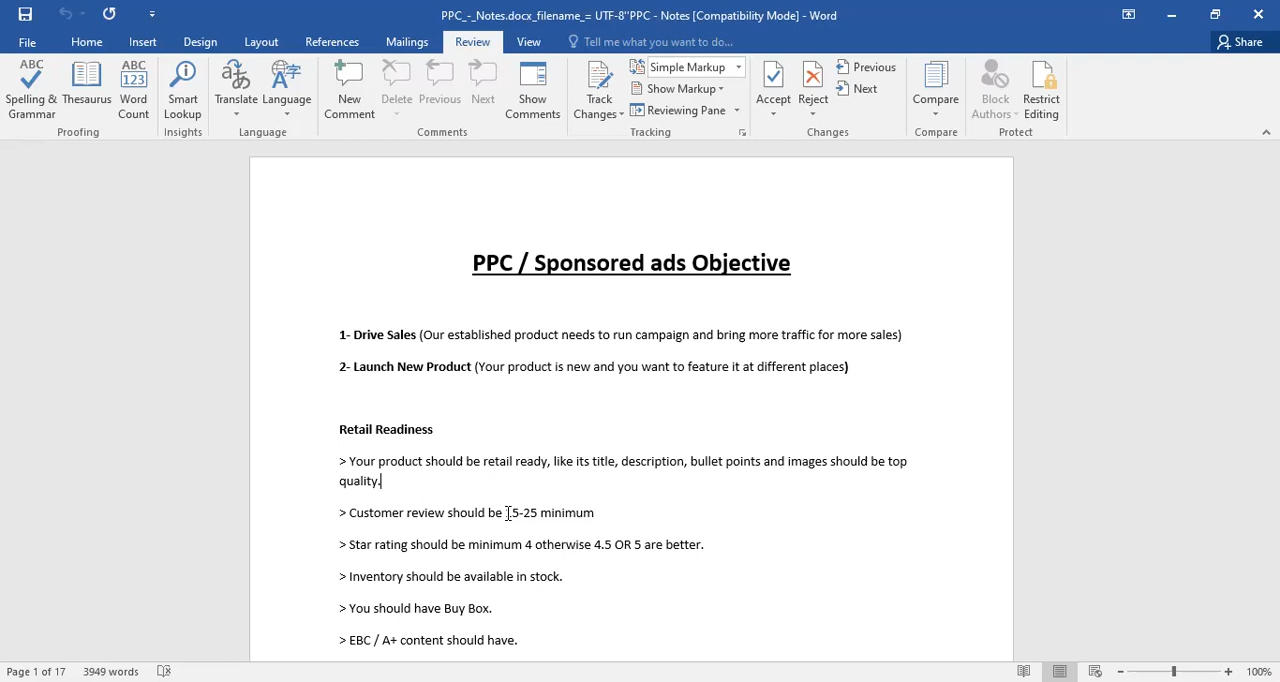 PPC_-_Notes.docx_filename_= UTF-8''PPC - Notes [Compatibility Mode] - Word
File Home Insert Design Layout References Mailings Review View Tell me what you want to do... Share
Spelling & Grammar
Thesaurus
Word Count
Proofing
Smart Lookup
Insights
Translate
Language
Language
New Comment
Delete
Previous
Next
Show Comments
Comments
Track Changes
Simple Markup
Show Markup
Reviewing Pane
Tracking
Accept
Reject
Previous
Next
Changes
Compare
Compare
Block Authors
Restrict Editing
Protect
PPC / Sponsored ads Objective
1- Drive Sales (Our established product needs to run campaign and bring more traffic for more sales)
2- Launch New Product (Your product is new and you want to feature it at different places)
Retail Readiness
> Your product should be retail ready, like its title, description, bullet points and images should be top
quality.
> Customer review should be 15-25 minimum
> Star rating should be minimum 4 otherwise 4.5 OR 5 are better.
> Inventory should be available in stock.
> You should have Buy Box.
> EBC / A+ content should have.
Page 1 of 17 3949 words 100%